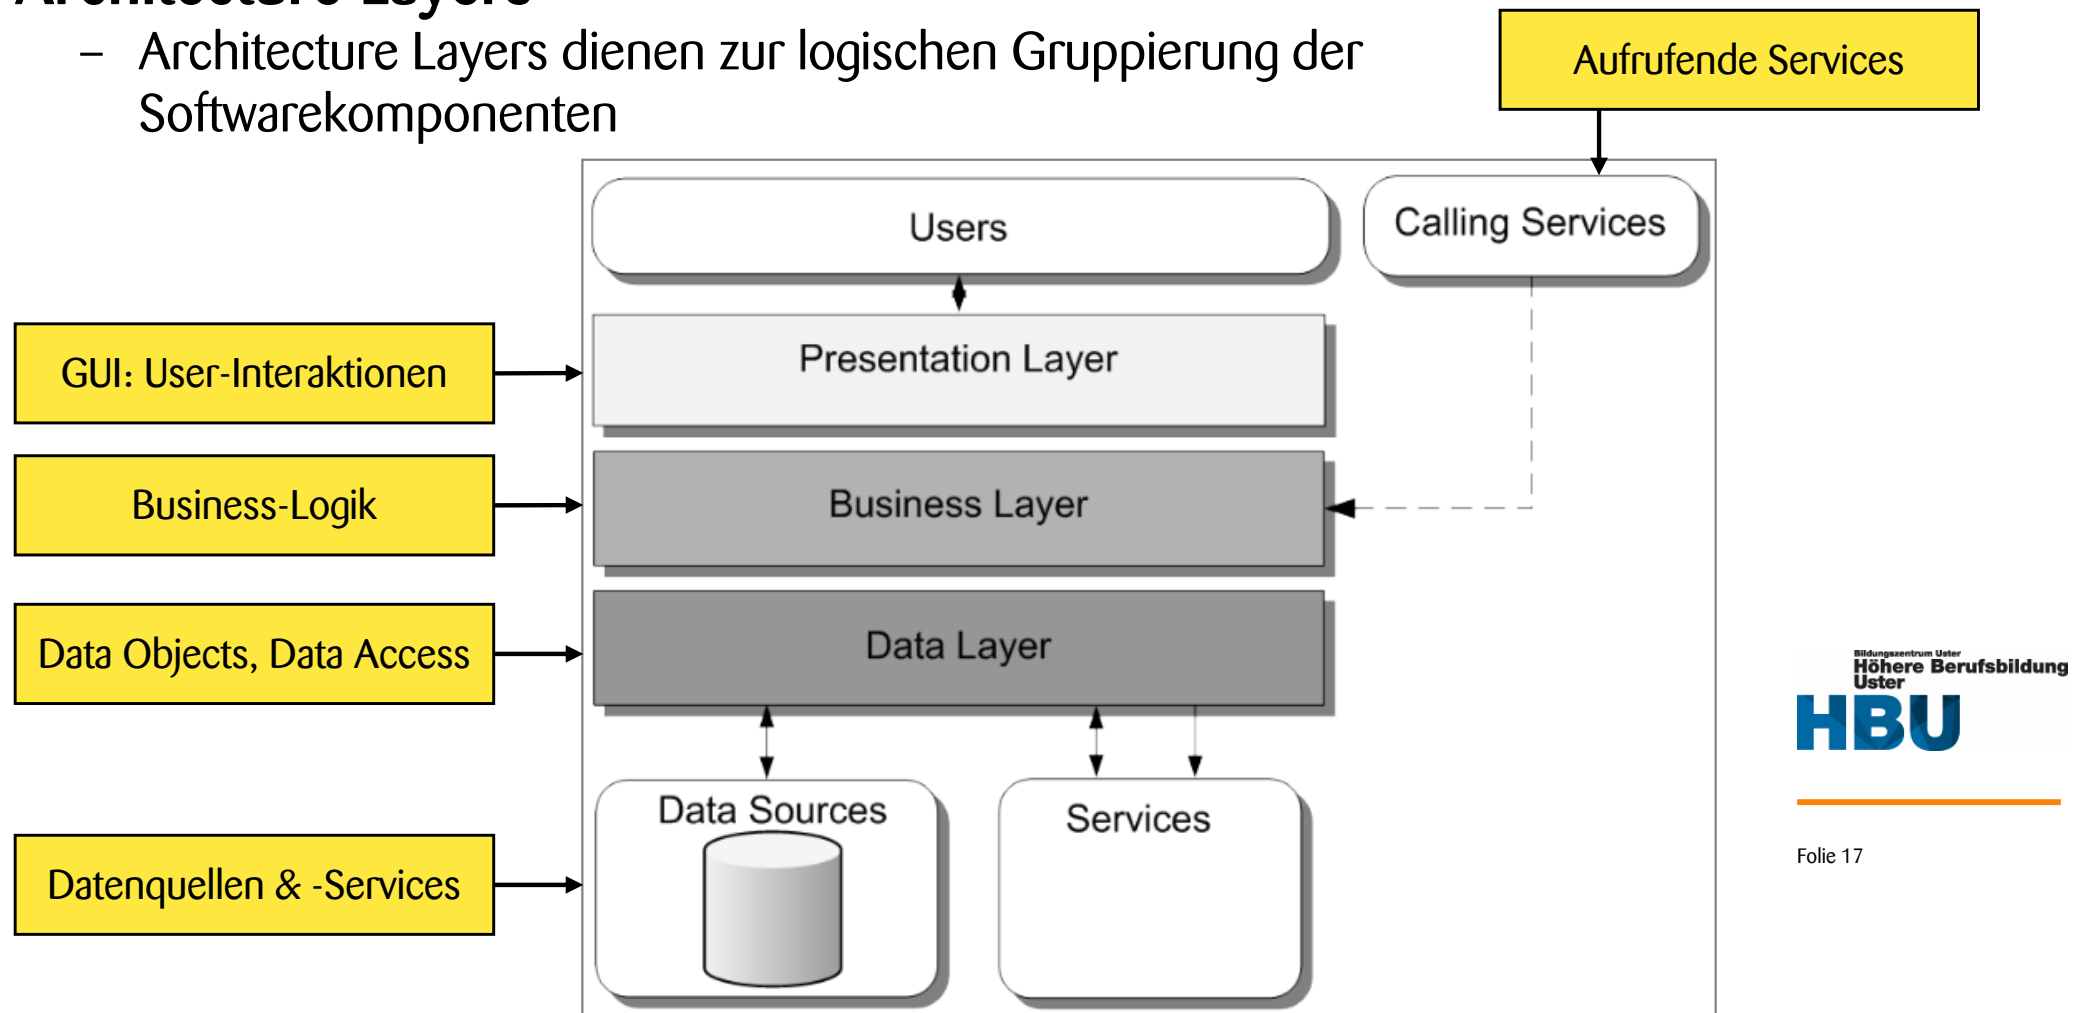 Architecture Layers
– Architecture Layers dienen zur logischen Gruppierung der
Softwarekomponenten
Aufrufende Services
Users
Calling Services
GUI: User-Interaktionen
Presentation Layer
Business-Logik
Business Layer
Data Objects, Data Access
Data Layer
Data Sources
Services
Datenquellen & -Services
Bildungszentrum Uster
Höhere Berufsbildung
Uster
HBU
Folie 17